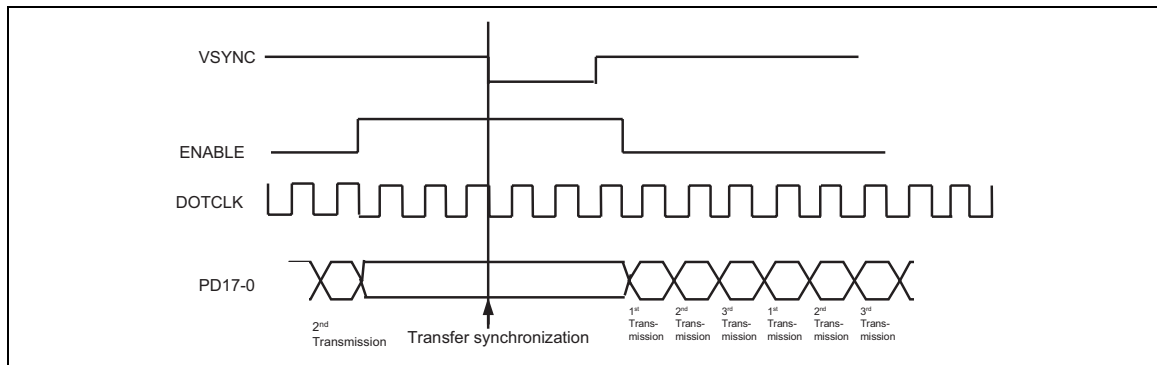 VSYNC
ENABLE
DOTCLK
PD17-0
2nd
Transmission
Transfer synchronization
1st
Trans-
mission
2nd
Trans-
mission
3rd
Trans-
mission
1st
Trans-
mission
2nd
Trans-
mission
3rd
Trans-
mission